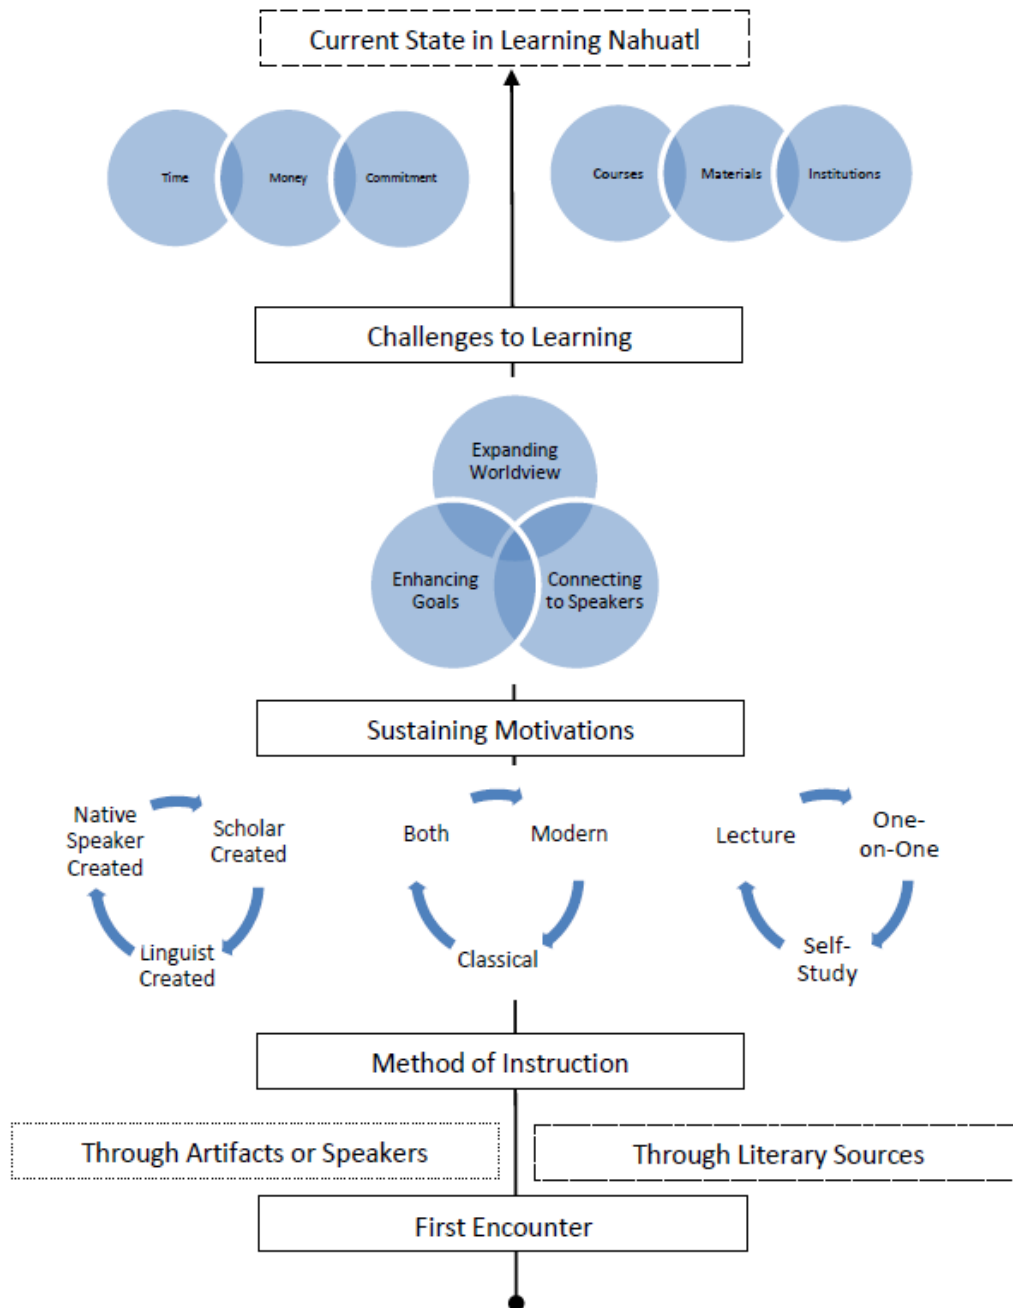 Current State in Learning Nahuatl
Time
Money
Commitment
Courses
Materials
Institutions
Challenges to Learning
Expanding
Worldview
Enhancing
Goals
Connecting
to Speakers
Sustaining Motivations
Native
Speaker
Created
Scholar
Created
Linguist
Created
Both
Modern
Classical
Lecture
One-
on-One
Self-
Study
Method of Instruction
Through Artifacts or Speakers
Through Literary Sources
First Encounter